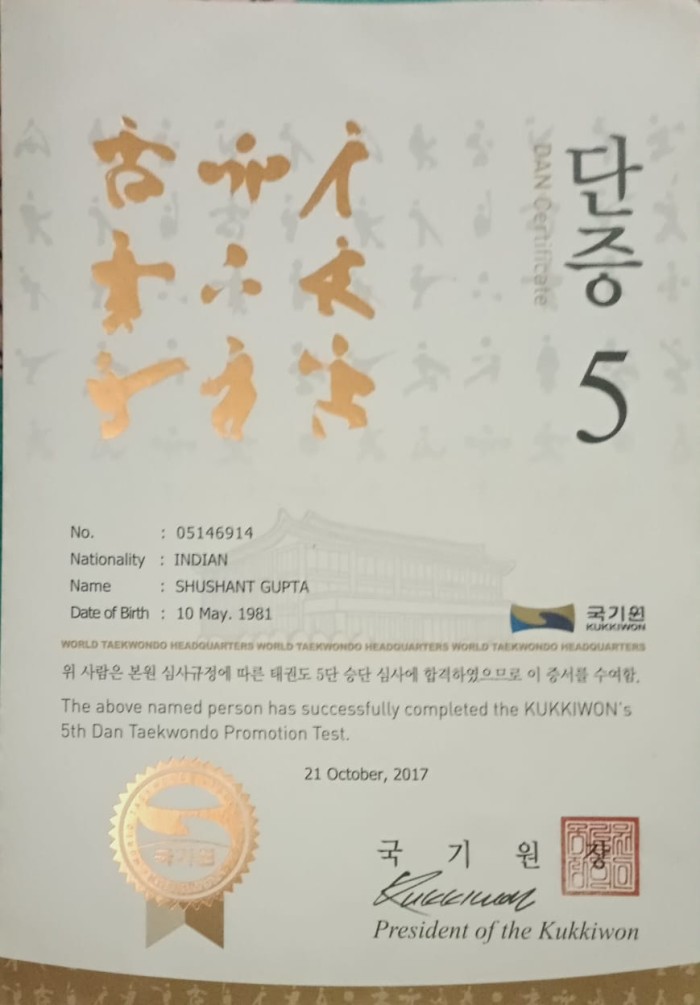 단증 5
DAN Certificate
No. : 05146914
Nationality : INDIAN
Name : SHUSHANT GUPTA
Date of Birth : 10 May. 1981
국기원
KUKKIWON
WORLD TAEKWONDO HEADQUARTERS WORLD TAEKWONDO HEADQUARTERS WORLD TAEKWONDO HEADQUARTERS
위 사람은 본원 심사규정에 따른 태권도 5단 승단 심사에 합격하였으므로 이 증서를 수여함.
The above named person has successfully completed the KUKKIWON's
5th Dan Taekwondo Promotion Test.
21 October, 2017
국기원
국 기 원 장
Kukkiwon
President of the Kukkiwon